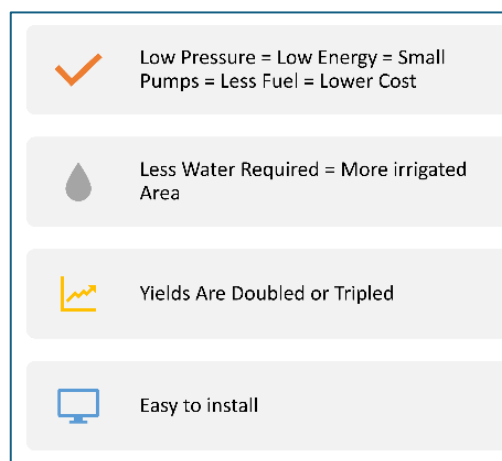 Low Pressure = Low Energy = Small
Pumps = Less Fuel = Lower Cost
Less Water Required = More irrigated
Area
Yields Are Doubled or Tripled
Easy to install